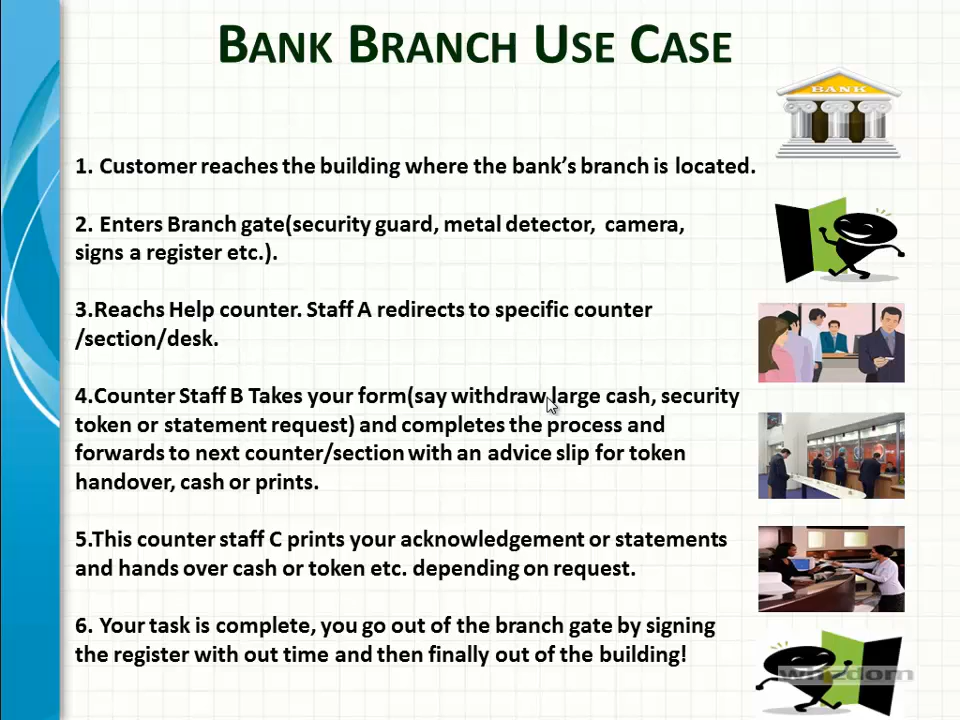 BANK BRANCH USE CASE
BANK
1. Customer reaches the building where the bank’s branch is located.
2. Enters Branch gate(security guard, metal detector, camera,
signs a register etc.).
3.Reachs Help counter. Staff A redirects to specific counter
/section/desk.
4.Counter Staff B Takes your form(say withdraw large cash, security
token or statement request) and completes the process and
forwards to next counter/section with an advice slip for token
handover, cash or prints.
5.This counter staff C prints your acknowledgement or statements
and hands over cash or token etc. depending on request.
6. Your task is complete, you go out of the branch gate by signing
the register with out time and then finally out of the building!